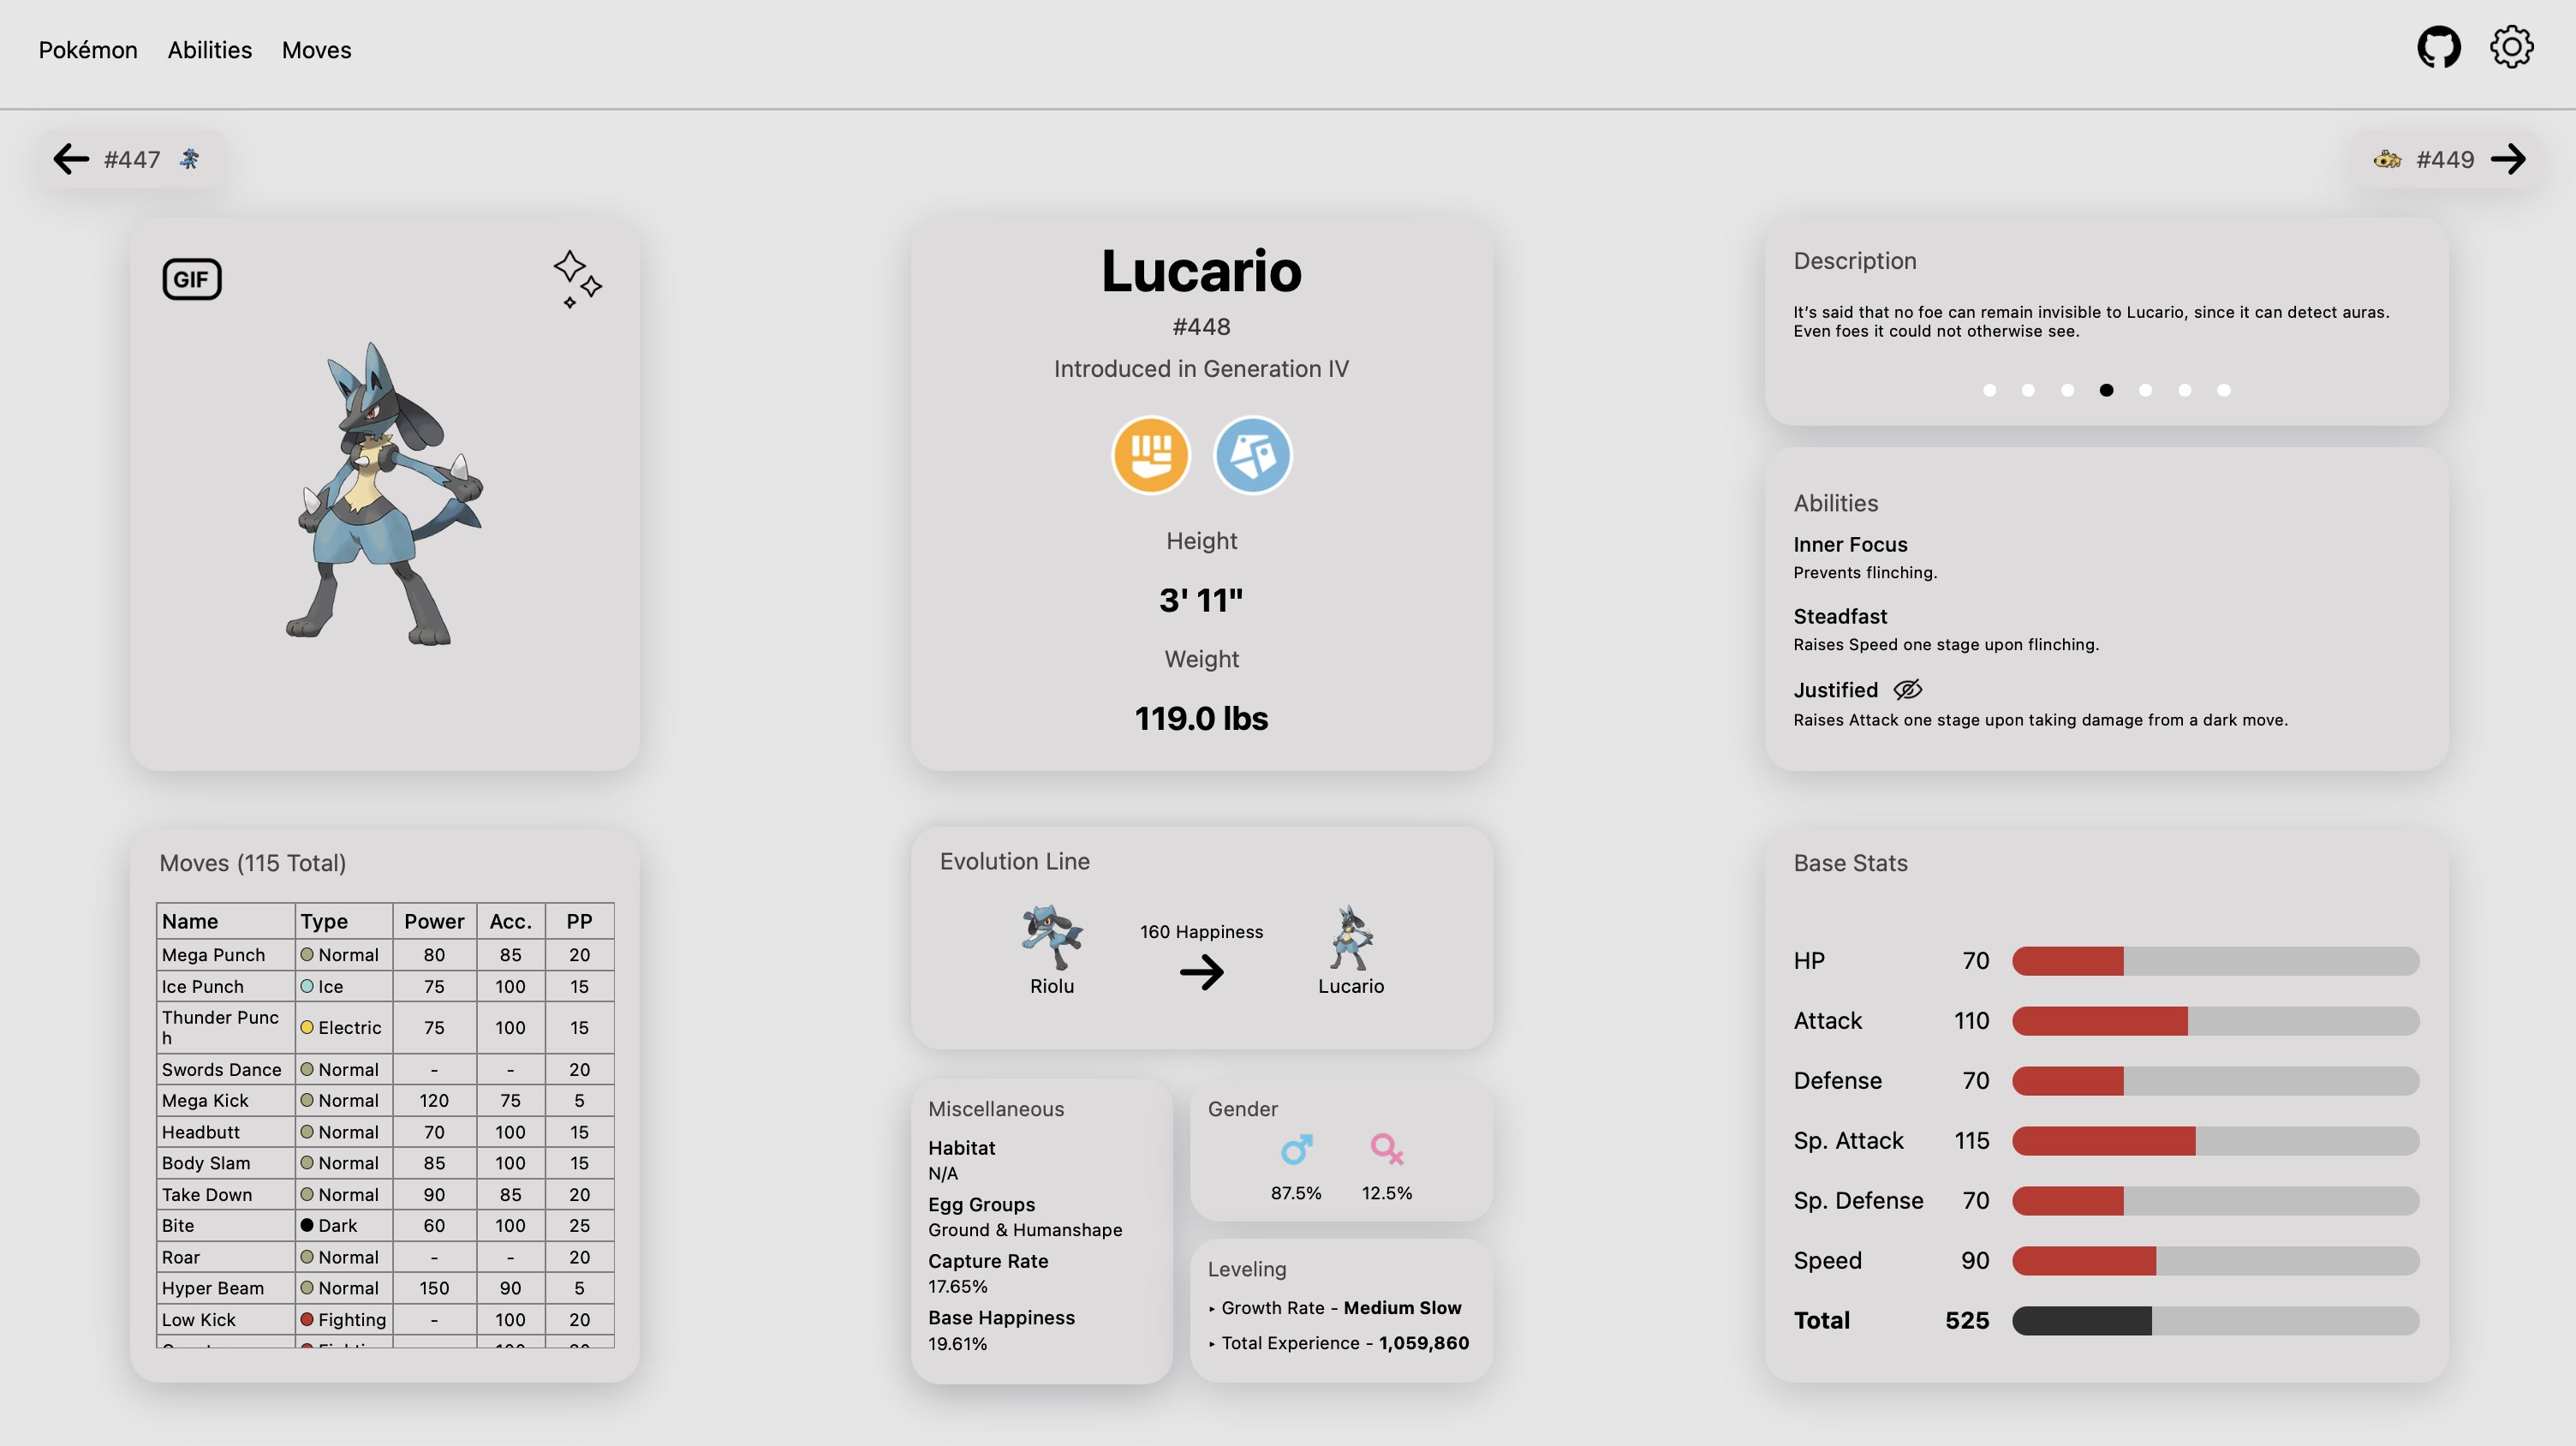 Pokémon Abilities Moves
#447
#449
GIF
Lucario
#448
Introduced in Generation IV
Height
3' 11"
Weight
119.0 lbs
Description
It’s said that no foe can remain invisible to Lucario, since it can detect auras.
Even foes it could not otherwise see.
Abilities
Inner Focus
Prevents flinching.
Steadfast
Raises Speed one stage upon flinching.
Justified
Raises Attack one stage upon taking damage from a dark move.
Moves (115 Total)
Name Type Power Acc. PP
Mega Punch Normal 80 85 20
Ice Punch Ice 75 100 15
Thunder Punc
h Electric 75 100 15
Swords Dance Normal - - 20
Mega Kick Normal 120 75 5
Headbutt Normal 70 100 15
Body Slam Normal 85 100 15
Take Down Normal 90 85 20
Bite Dark 60 100 25
Roar Normal - - 20
Hyper Beam Normal 150 90 5
Low Kick Fighting - 100 20
Evolution Line
160 Happiness
Riolu
Lucario
Miscellaneous
Habitat
N/A
Egg Groups
Ground & Humanshape
Capture Rate
17.65%
Base Happiness
19.61%
Gender
87.5% 12.5%
Leveling
‣ Growth Rate - Medium Slow
‣ Total Experience - 1,059,860
Base Stats
HP 70
Attack 110
Defense 70
Sp. Attack 115
Sp. Defense 70
Speed 90
Total 525